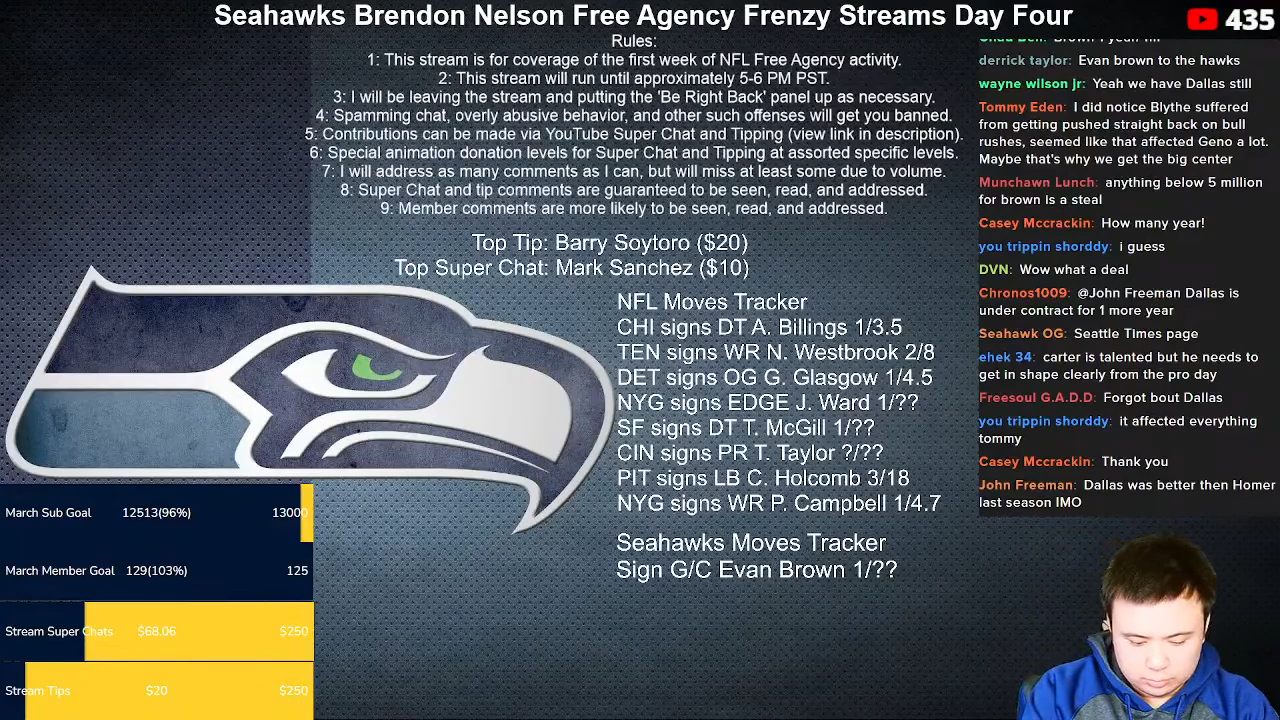 Seahawks Brendon Nelson Free Agency Frenzy Streams Day Four
435
Rules:
1: This stream is for coverage of the first week of NFL Free Agency activity.
2: This stream will run until approximately 5-6 PM PST.
3: I will be leaving the stream and putting the 'Be Right Back' panel up as necessary.
4: Spamming chat, overly abusive behavior, and other such offenses will get you banned.
5: Contributions can be made via YouTube Super Chat and Tipping (view link in description).
6: Special animation donation levels for Super Chat and Tipping at assorted specific levels.
7: I will address as many comments as I can, but will miss at least some due to volume.
8: Super Chat and tip comments are guaranteed to be seen, read, and addressed.
9: Member comments are more likely to be seen, read, and addressed.
Top Tip: Barry Soytoro ($20)
Top Super Chat: Mark Sanchez ($10)
NFL Moves Tracker
CHI signs DT A. Billings 1/3.5
TEN signs WR N. Westbrook 2/8
DET signs OG G. Glasgow 1/4.5
NYG signs EDGE J. Ward 1/??
SF signs DT T. McGill 1/??
CIN signs PR T. Taylor ?/??
PIT signs LB C. Holcomb 3/18
NYG signs WR P. Campbell 1/4.7
Seahawks Moves Tracker
Sign G/C Evan Brown 1/??
derrick taylor: Evan brown to the hawks
wayne wilson jr: Yeah we have Dallas still
Tommy Eden: I did notice Blythe suffered
from getting pushed straight back on bull
rushes, seemed like that affected Geno a lot.
Maybe that's why we get the big center
Munchawn Lunch: anything below 5 million
for brown is a steal
Casey Mccrackin: How many year!
you trippin shorddy: i guess
DVN: Wow what a deal
Chronos1009: @John Freeman Dallas is
under contract for 1 more year
Seahawk OG: Seattle TImes page
ehek 34: carter is talented but he needs to
get in shape clearly from the pro day
Freesoul G.A.D.D: Forgot bout Dallas
you trippin shorddy: it affected everything
tommy
Casey Mccrackin: Thank you
John Freeman: Dallas was better then Homer
last season IMO
March Sub Goal 12513(96%) 13000
March Member Goal 129(103%) 125
Stream Super Chats $68.06 $250
Stream Tips $20 $250